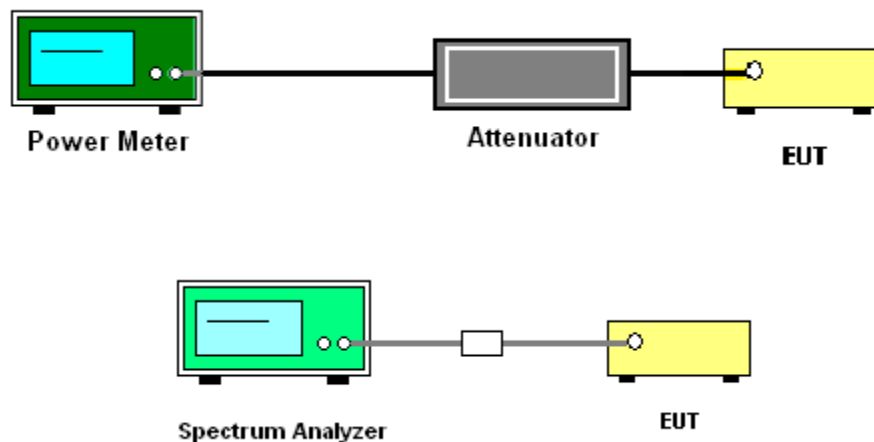 Power Meter
Attenuator
EUT
Spectrum Analyzer
EUT